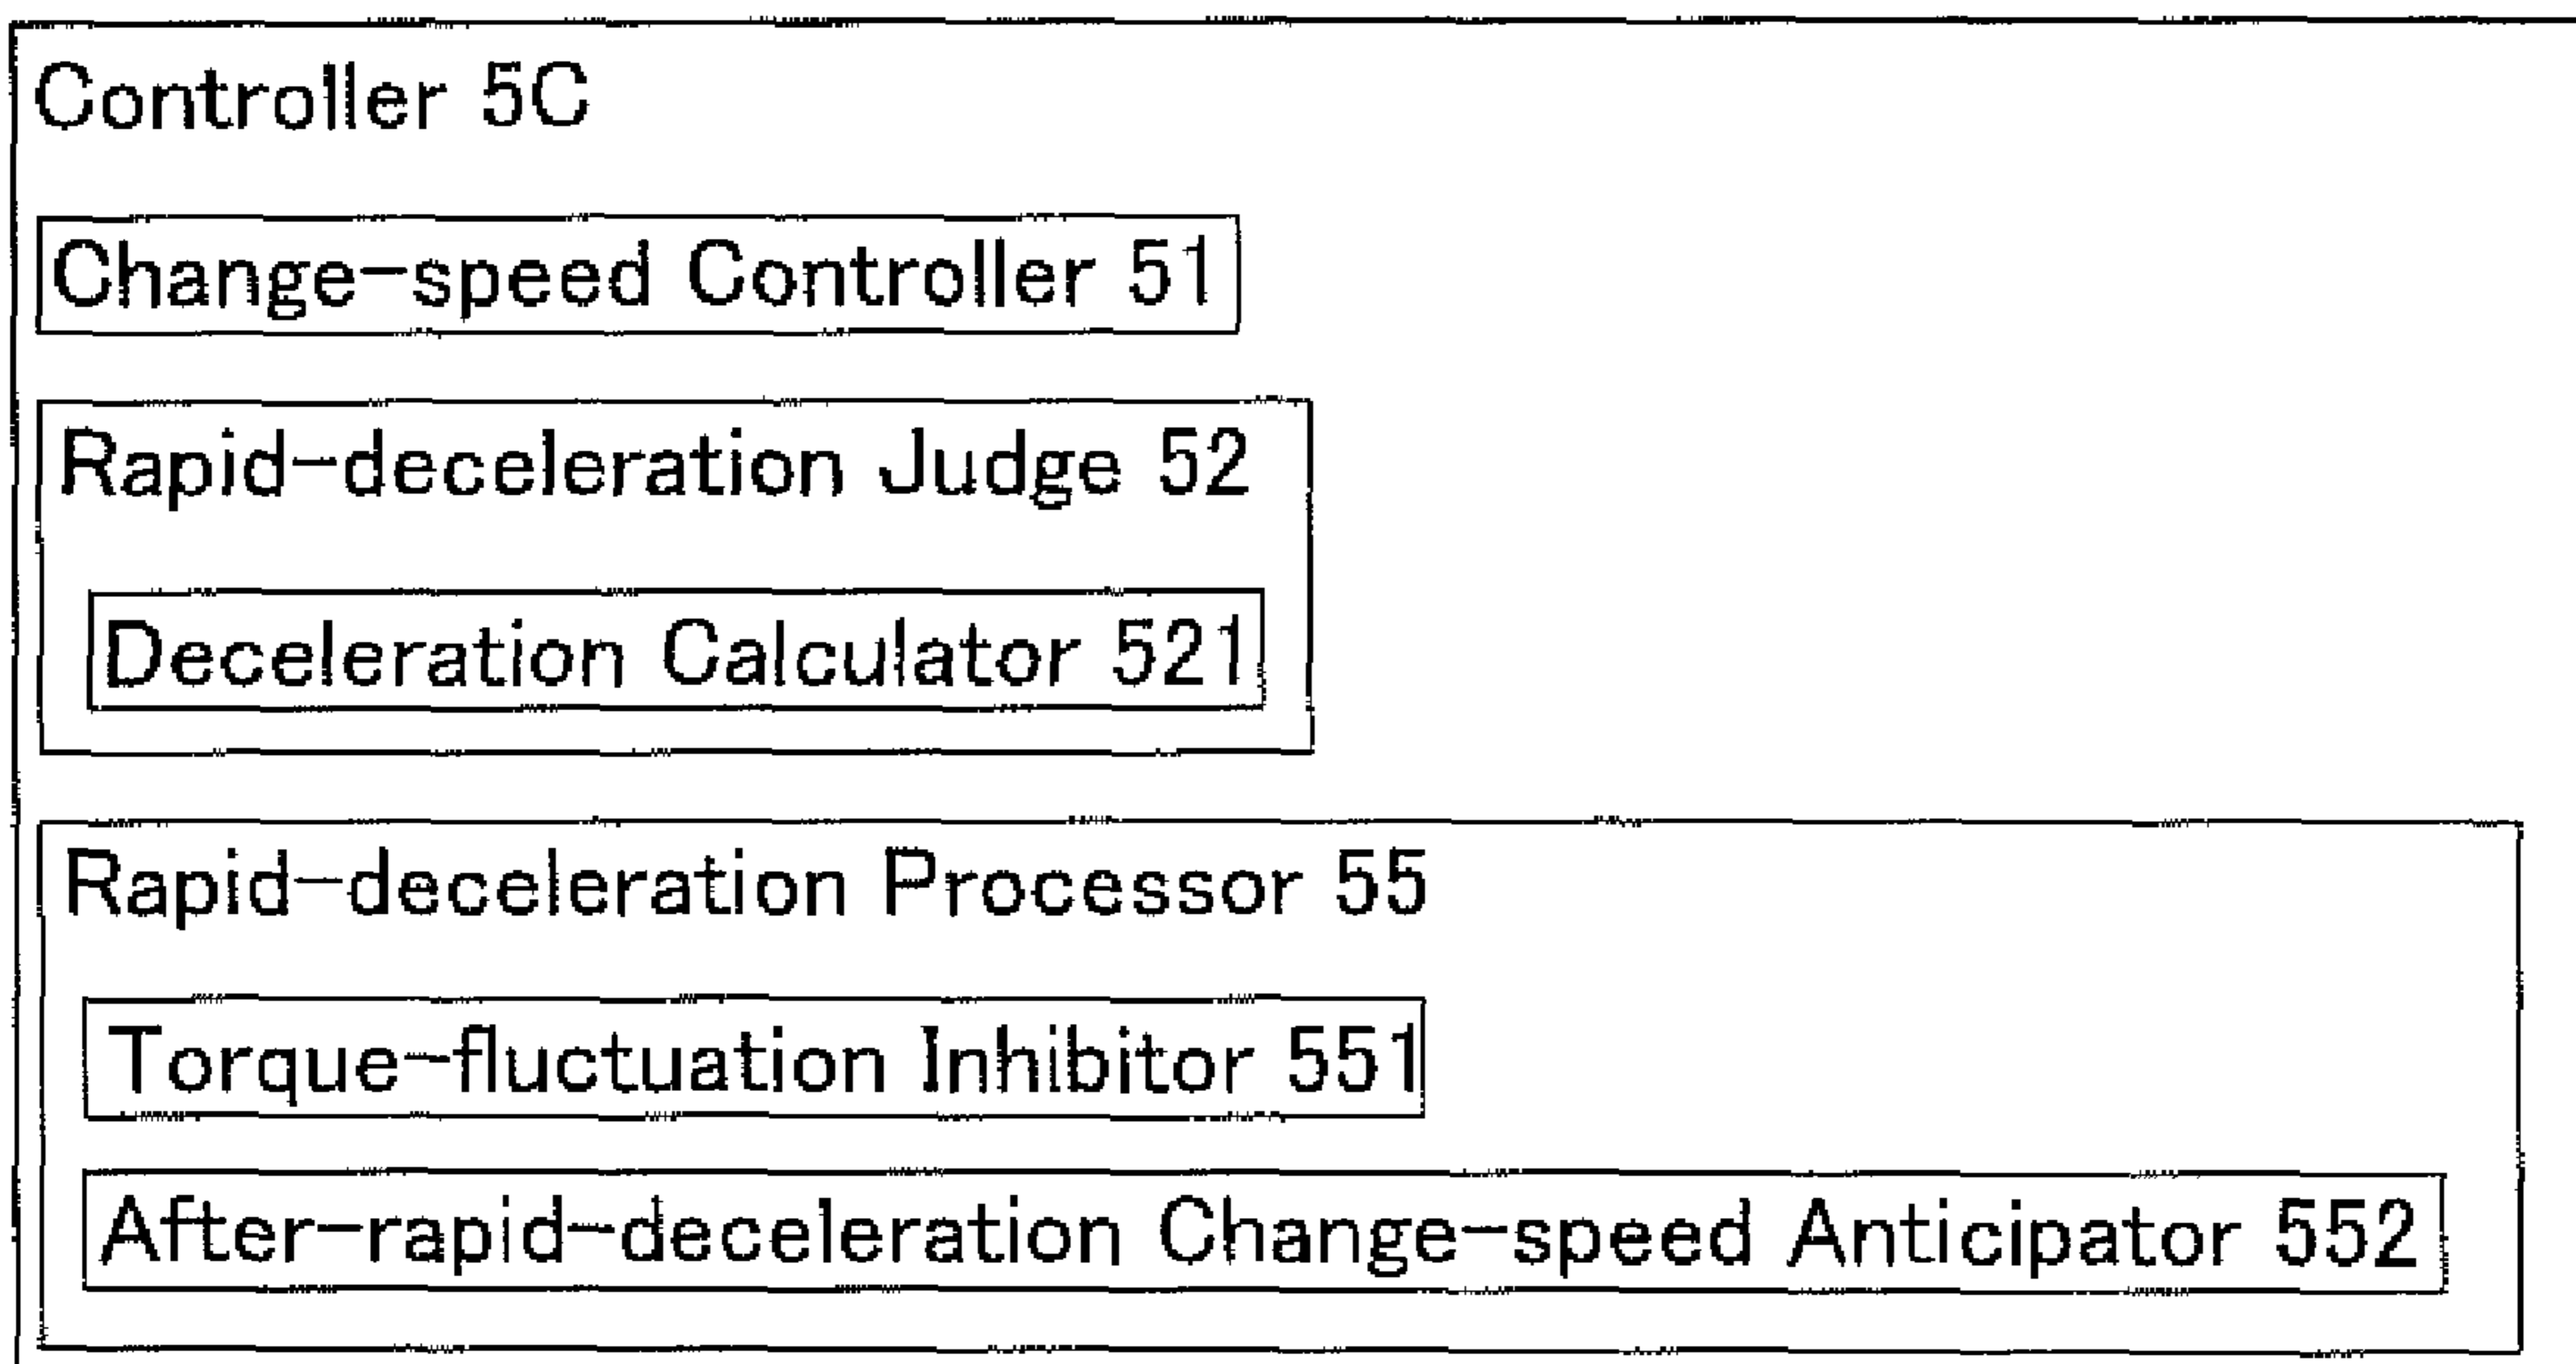 Controller 5C
Change-speed Controller 51
Rapid-deceleration Judge 52
Deceleration Calculator 521
Rapid-deceleration Processor 55
Torque-fluctuation Inhibitor 551
After-rapid-deceleration Change-speed Anticipator 552